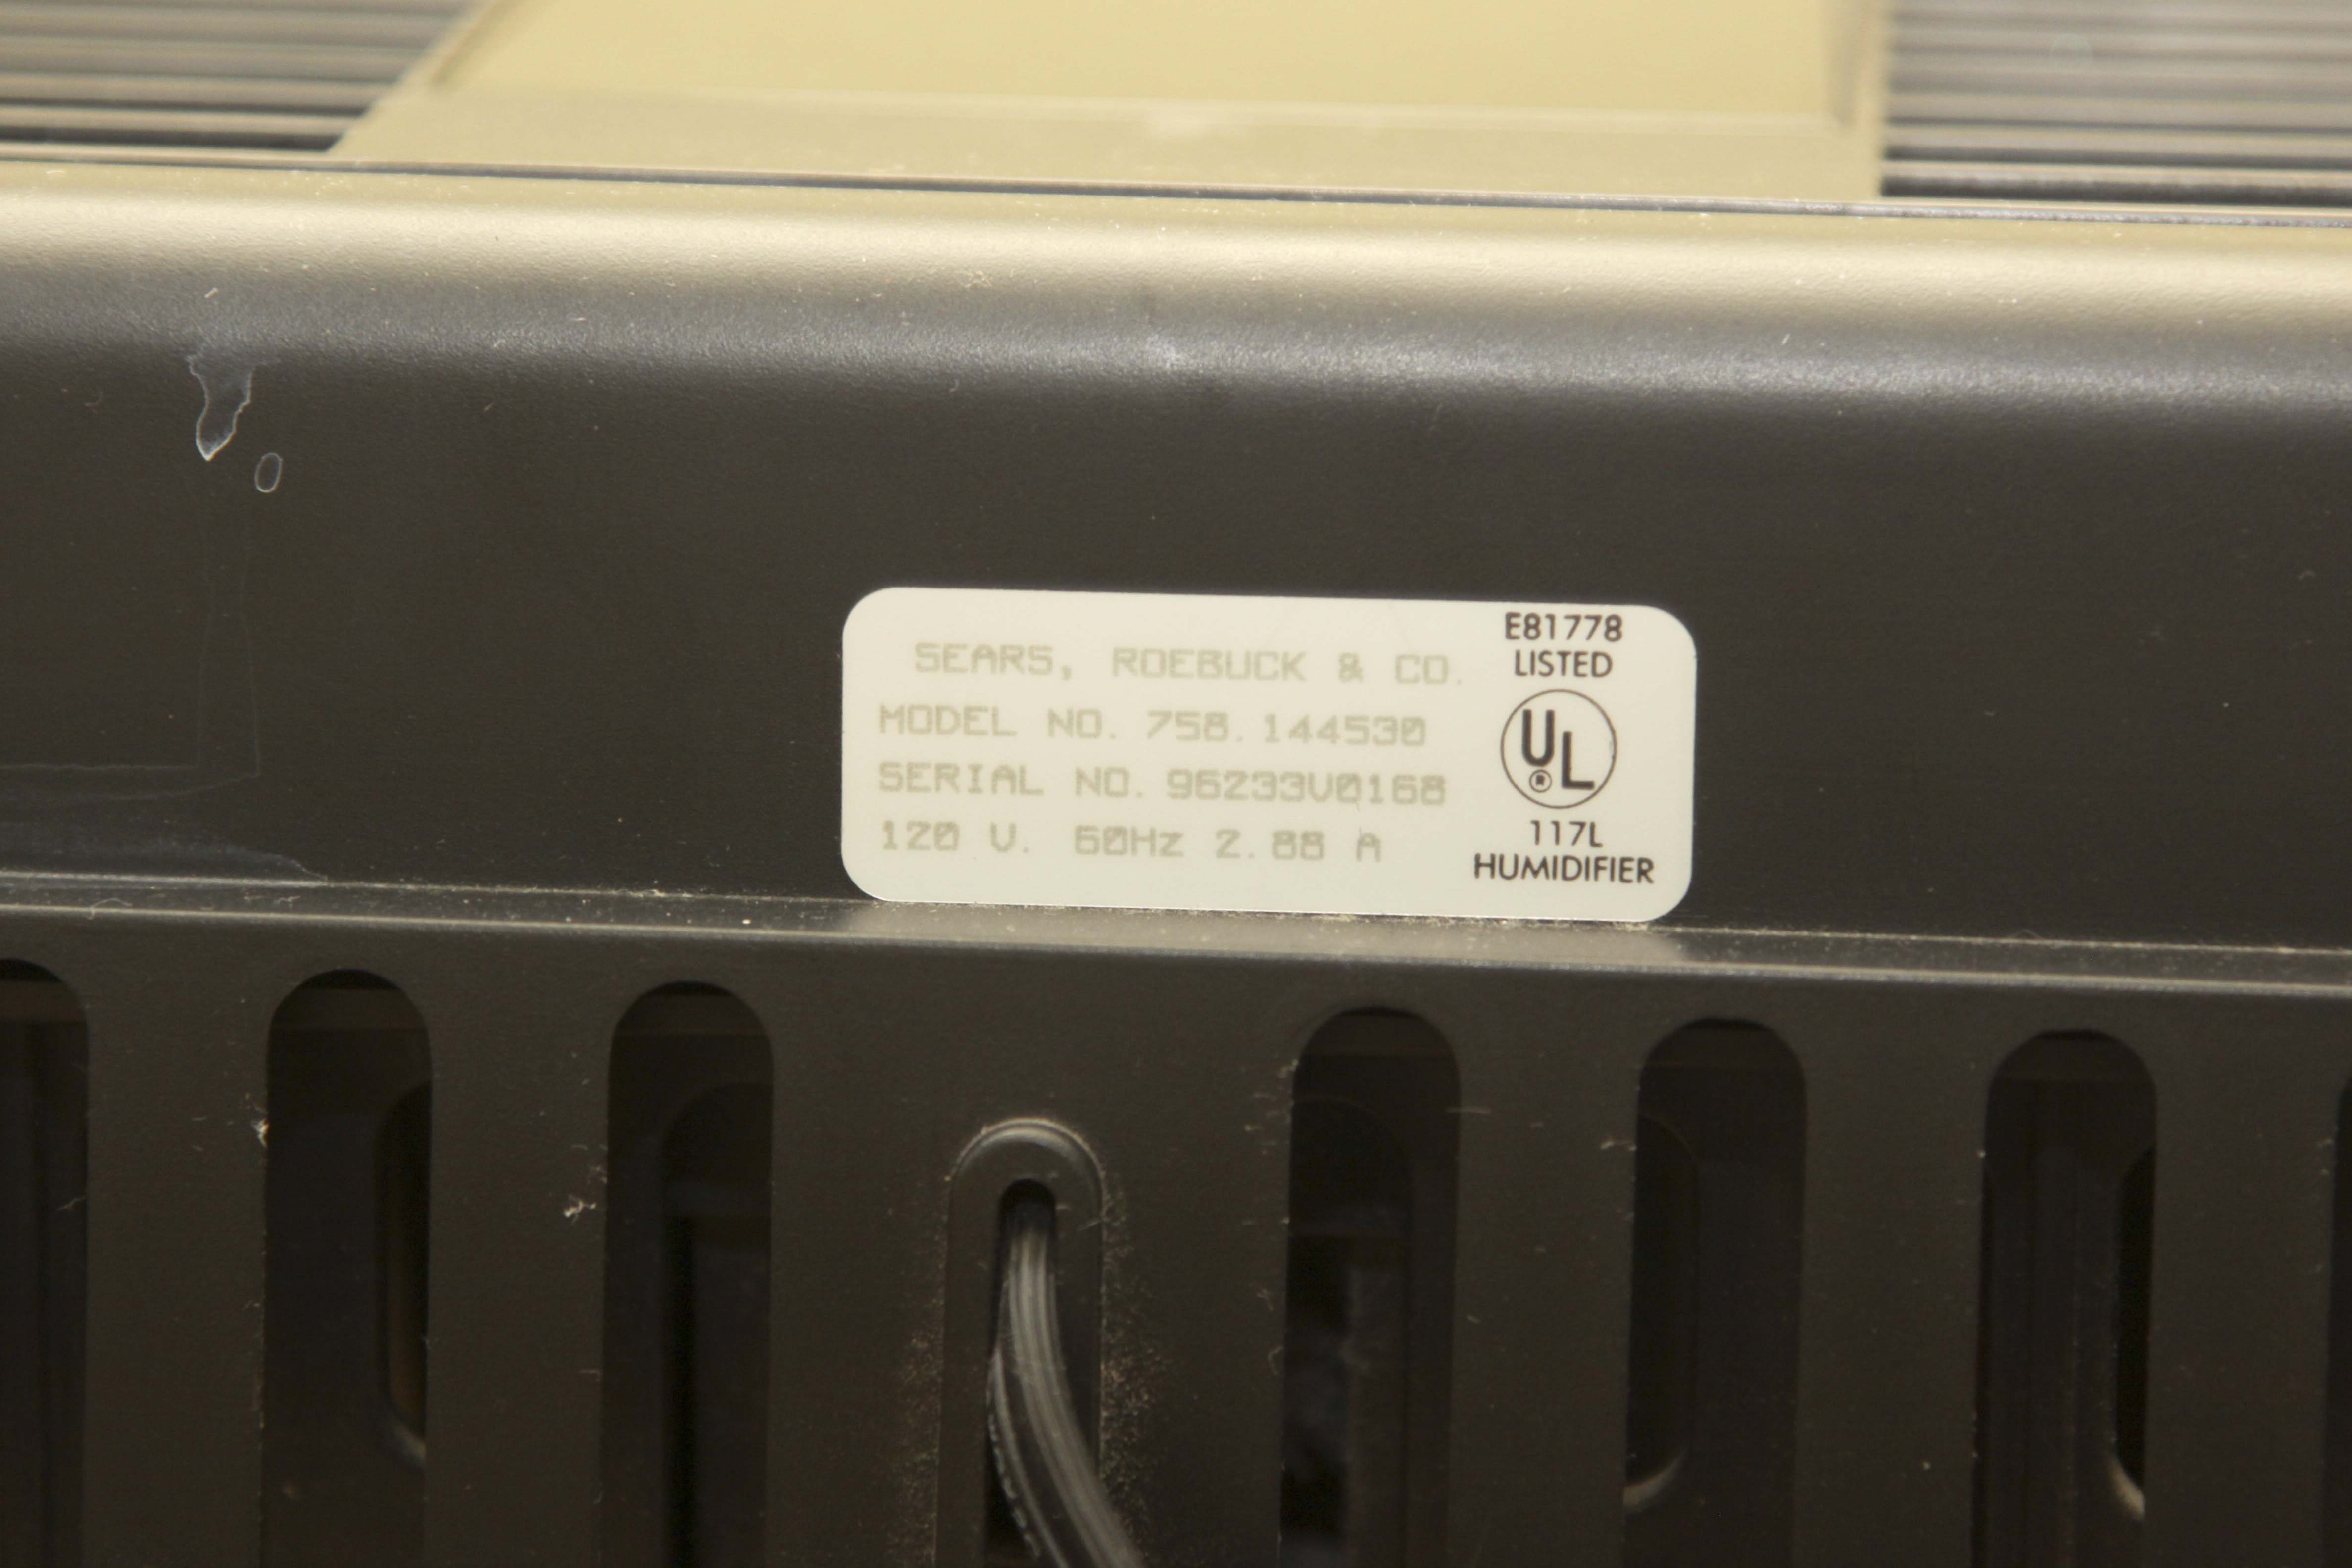 SEARS, ROEBUCK & CO.
MODEL NO. 758.144530
SERIAL NO. 96233V0168
120 V. 60Hz 2.88 A
E81778
LISTED
UL
®
117L
HUMIDIFIER